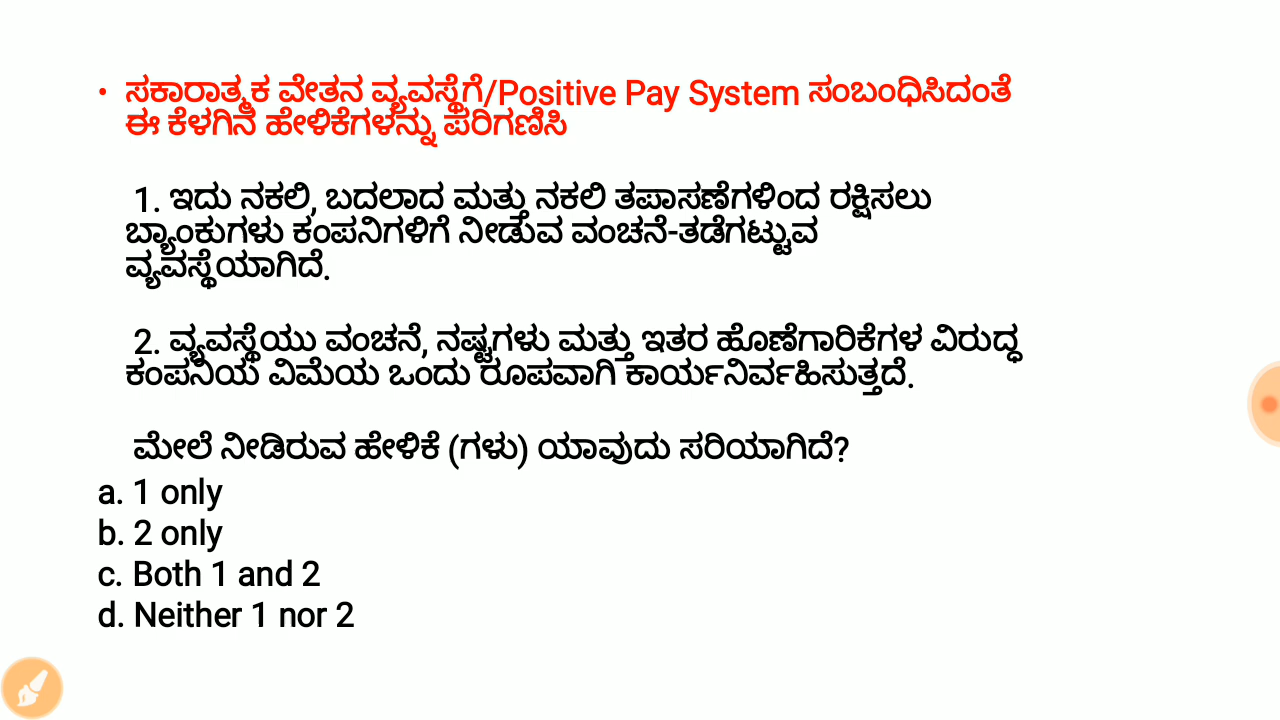 • ಸಕಾರಾತ್ಮಕ ವೇತನ ವ್ಯವಸ್ಥೆಗೆ/Positive Pay System ಸಂಬಂಧಿಸಿದಂತೆ
ಈ ಕೆಳಗಿನ ಹೇಳಿಕೆಗಳನ್ನು ಪರಿಗಣಿಸಿ
1. ಇದು ನಕಲಿ, ಬದಲಾದ ಮತ್ತು ನಕಲಿ ತಪಾಸಣೆಗಳಿಂದ ರಕ್ಷಿಸಲು
ಬ್ಯಾಂಕುಗಳು ಕಂಪನಿಗಳಿಗೆ ನೀಡುವ ವಂಚನೆ-ತಡೆಗಟ್ಟುವ
ವ್ಯವಸ್ಥೆಯಾಗಿದೆ.
2. ವ್ಯವಸ್ಥೆಯು ವಂಚನೆ, ನಷ್ಟಗಳು ಮತ್ತು ಇತರ ಹೊಣೆಗಾರಿಕೆಗಳ ವಿರುದ್ಧ
ಕಂಪನಿಯ ವಿಮೆಯ ಒಂದು ರೂಪವಾಗಿ ಕಾರ್ಯನಿರ್ವಹಿಸುತ್ತದೆ.
ಮೇಲೆ ನೀಡಿರುವ ಹೇಳಿಕೆ (ಗಳು) ಯಾವುದು ಸರಿಯಾಗಿದೆ?
a. 1 only
b. 2 only
c. Both 1 and 2
d. Neither 1 nor 2